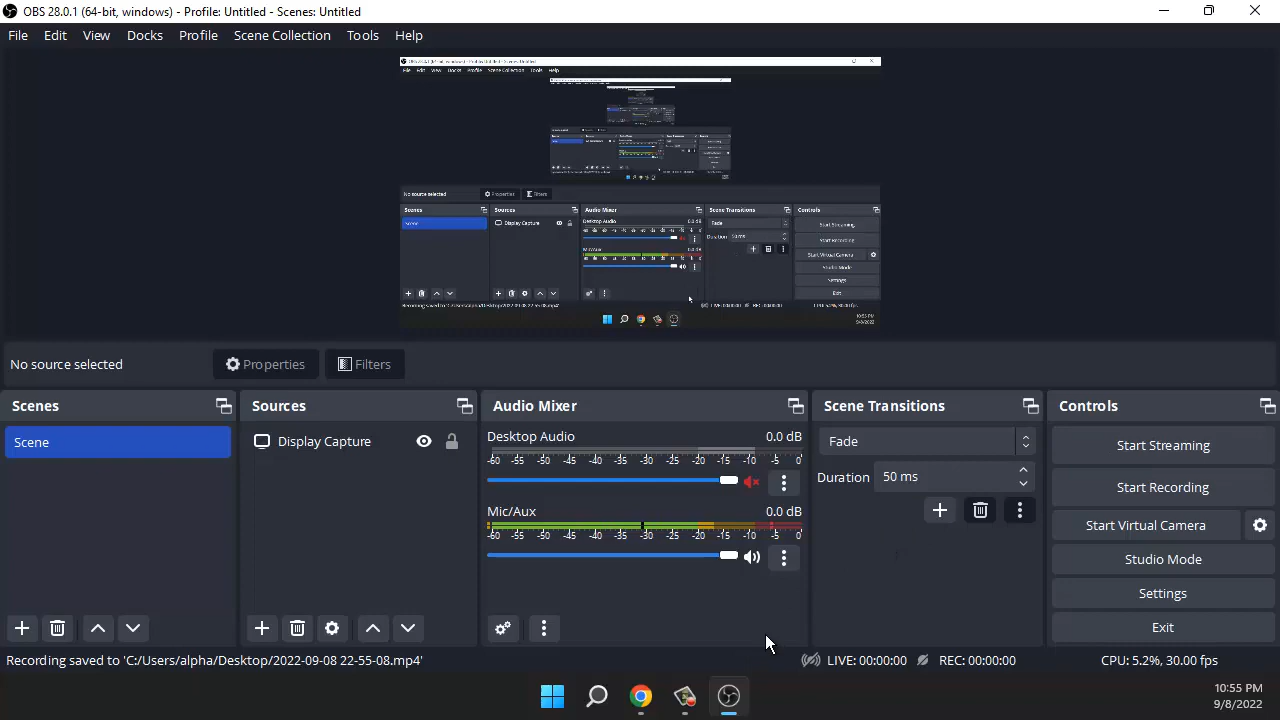 OBS 28.0.1 (64-bit, windows) - Profile: Untitled - Scenes: Untitled
File Edit View Docks Profile Scene Collection Tools Help
No source selected Properties Filters
Scenes Sources Audio Mixer Scene Transitions Controls
Scene
Display Capture
Desktop Audio 0.0 dB
-60 -55 -50 -45 -40 -35 -30 -25 -20 -15 -10 -5 0
Mic/Aux 0.0 dB
-60 -55 -50 -45 -40 -35 -30 -25 -20 -15 -10 -5 0
Fade
Duration 50 ms
Start Streaming
Start Recording
Start Virtual Camera
Studio Mode
Settings
Exit
Recording saved to 'C:/Users/alpha/Desktop/2022-09-08 22-55-08.mp4' LIVE: 00:00:00 REC: 00:00:00 CPU: 5.2%, 30.00 fps
10:55 PM
9/8/2022